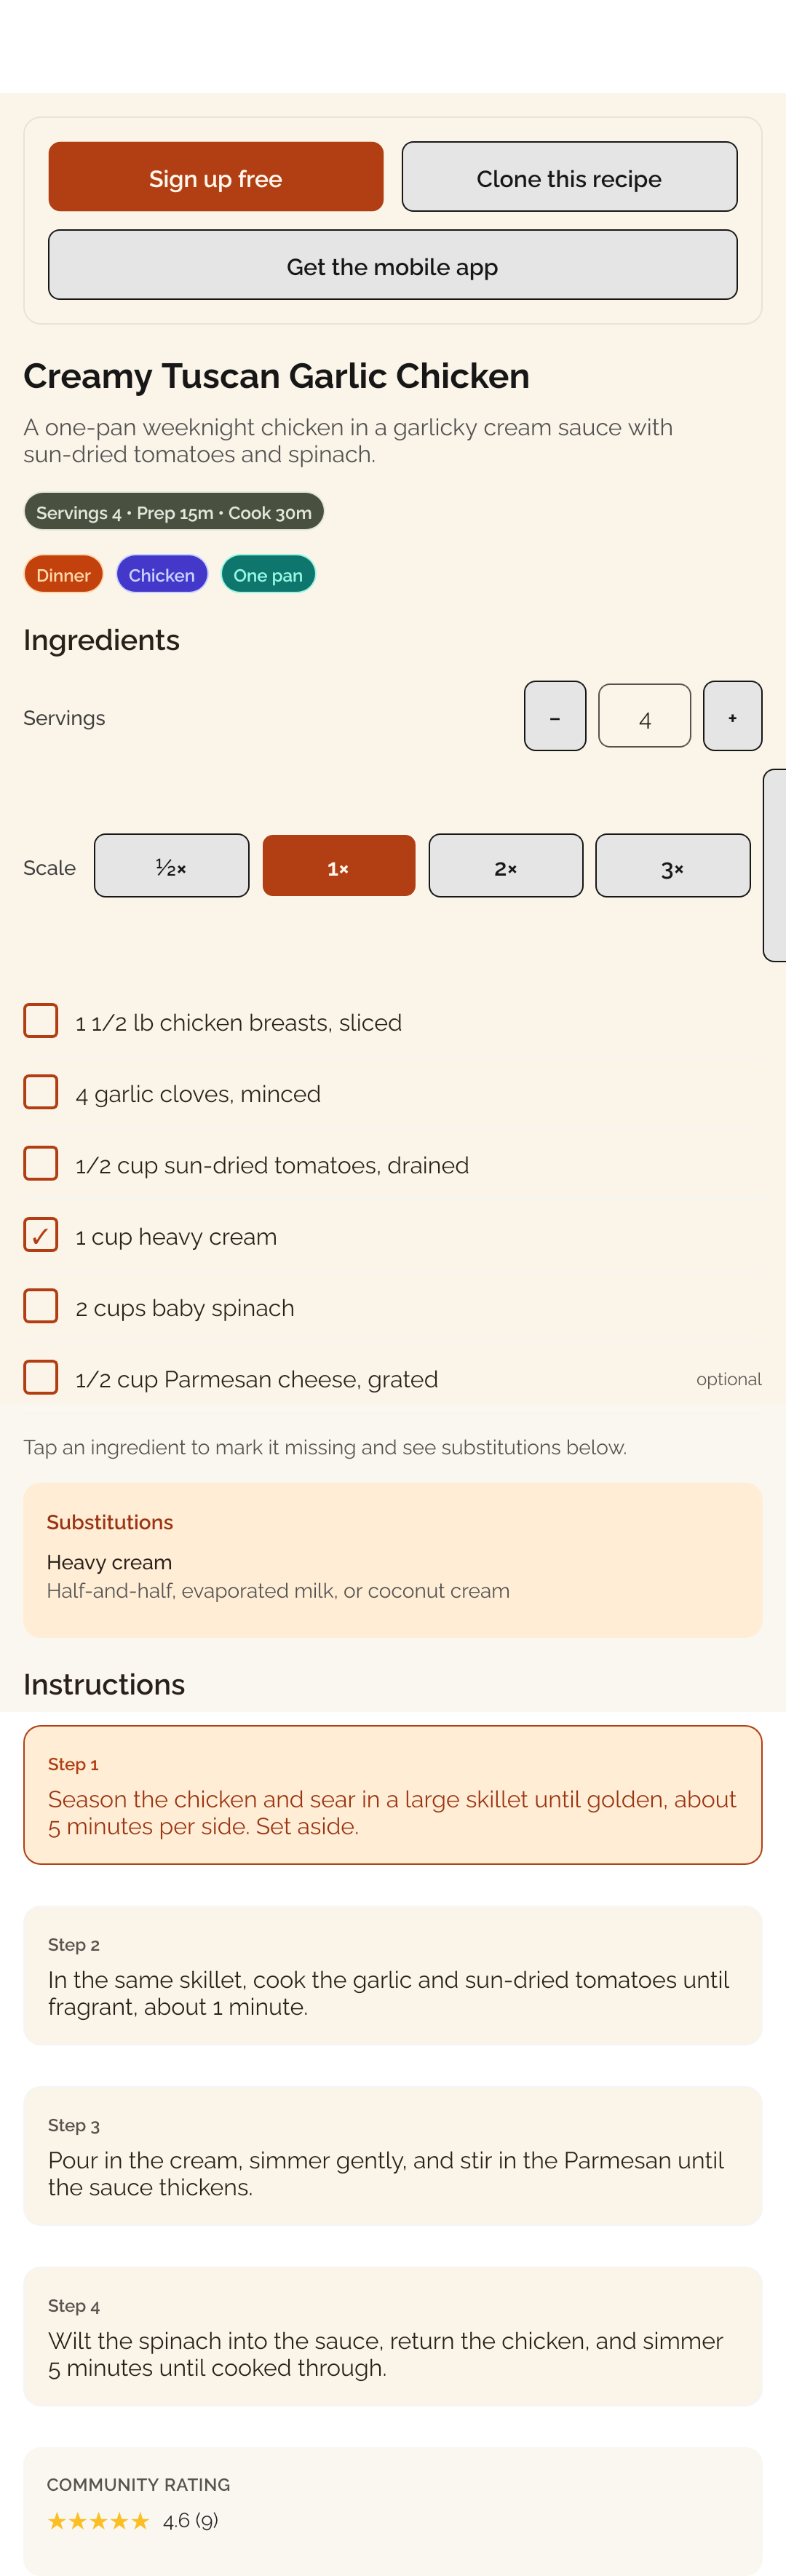 Sign up free
Clone this recipe
Get the mobile app
Creamy Tuscan Garlic Chicken
A one-pan weeknight chicken in a garlicky cream sauce with
sun-dried tomatoes and spinach.
Servings 4 • Prep 15m • Cook 30m
Dinner Chicken One pan
Ingredients
Servings − 4 +
Scale ½× 1× 2× 3×
1 1/2 lb chicken breasts, sliced
4 garlic cloves, minced
1/2 cup sun-dried tomatoes, drained
✓ 1 cup heavy cream
2 cups baby spinach
1/2 cup Parmesan cheese, grated optional
Tap an ingredient to mark it missing and see substitutions below.
Substitutions
Heavy cream
Half-and-half, evaporated milk, or coconut cream
Instructions
Step 1
Season the chicken and sear in a large skillet until golden, about
5 minutes per side. Set aside.
Step 2
In the same skillet, cook the garlic and sun-dried tomatoes until
fragrant, about 1 minute.
Step 3
Pour in the cream, simmer gently, and stir in the Parmesan until
the sauce thickens.
Step 4
Wilt the spinach into the sauce, return the chicken, and simmer
5 minutes until cooked through.
COMMUNITY RATING
★★★★★ 4.6 (9)